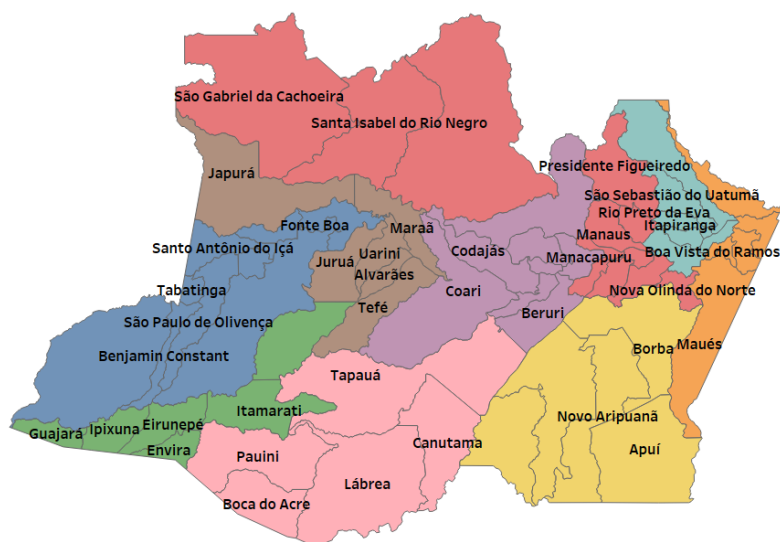 São Gabriel da Cachoeira
Santa Isabel do Rio Negro
Presidente Figueiredo
Japurá
São Sebastião do Uatumã
Rio Preto da Eva
Fonte Boa
Maraã
Itapiranga
Manaus
Santo Antônio do Içá
Codajás
Uarini
Manacapuru
Boa Vista do Ramos
Juruá
Alvarães
Tabatinga
Coari
Nova Olinda do Norte
Tefé
Beruri
São Paulo de Olivença
Benjamin Constant
Borba
Maués
Tapauá
Itamarati
Novo Aripuanã
Guajará
Ipixuna
Eirunepé
Envira
Canutama
Pauini
Apuí
Lábrea
Boca do Acre